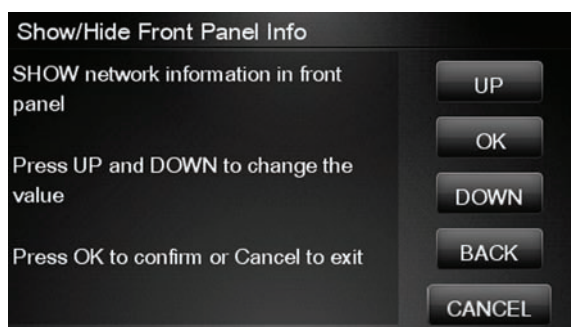 Show/Hide Front Panel Info
SHOW network information in front
panel
Press UP and DOWN to change the
value
Press OK to confirm or Cancel to exit
UP
OK
DOWN
BACK
CANCEL